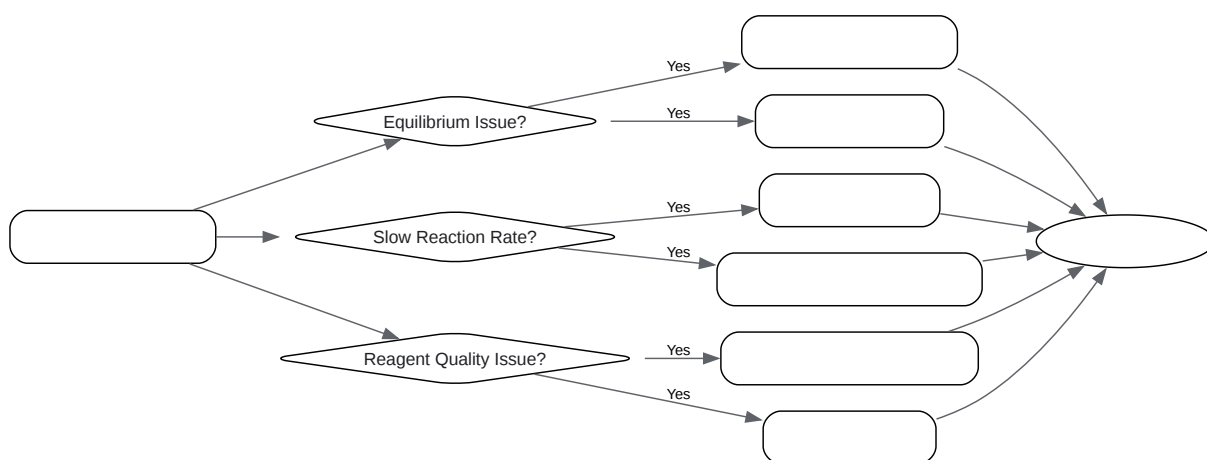 Yes
Equilibrium Issue?
Yes
Yes
Slow Reaction Rate?
Yes
Yes
Reagent Quality Issue?
Yes